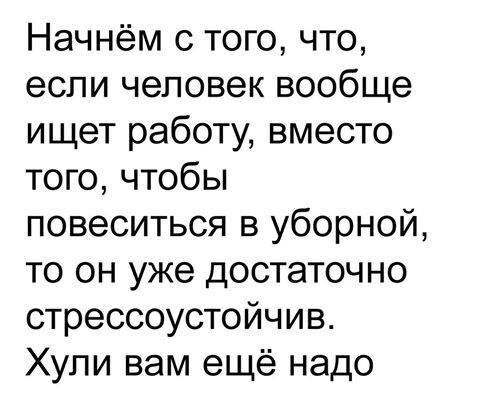 Начнём с того, что,
если человек вообще
ищет работу, вместо
того, чтобы
повеситься в уборной,
то он уже достаточно
стрессоустойчив.
Хули вам ещё надо